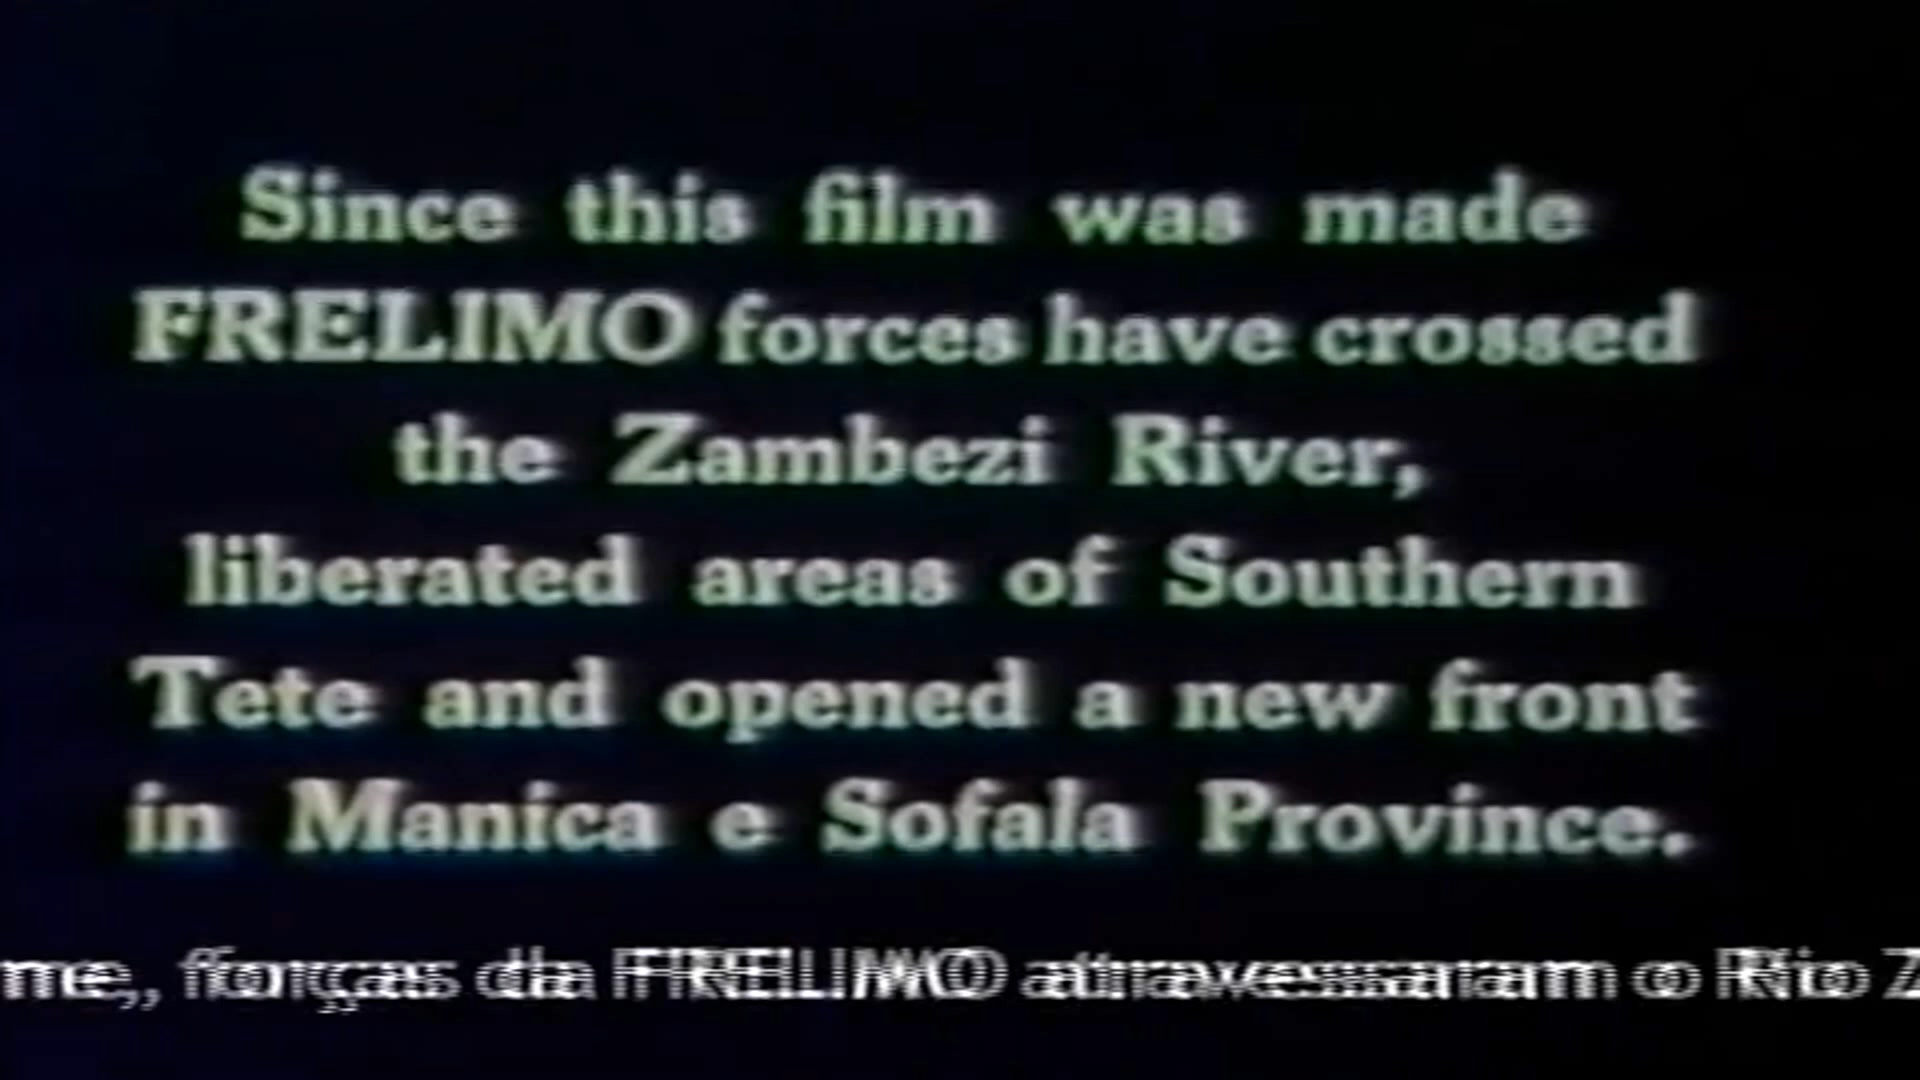 Since this film was made
FRELIMO forces have crossed
the Zambezi River,
liberated areas of Southern
Tete and opened a new front
in Manica e Sofala Province.
me, forças da FRELIMO atravessaram o Rio Z